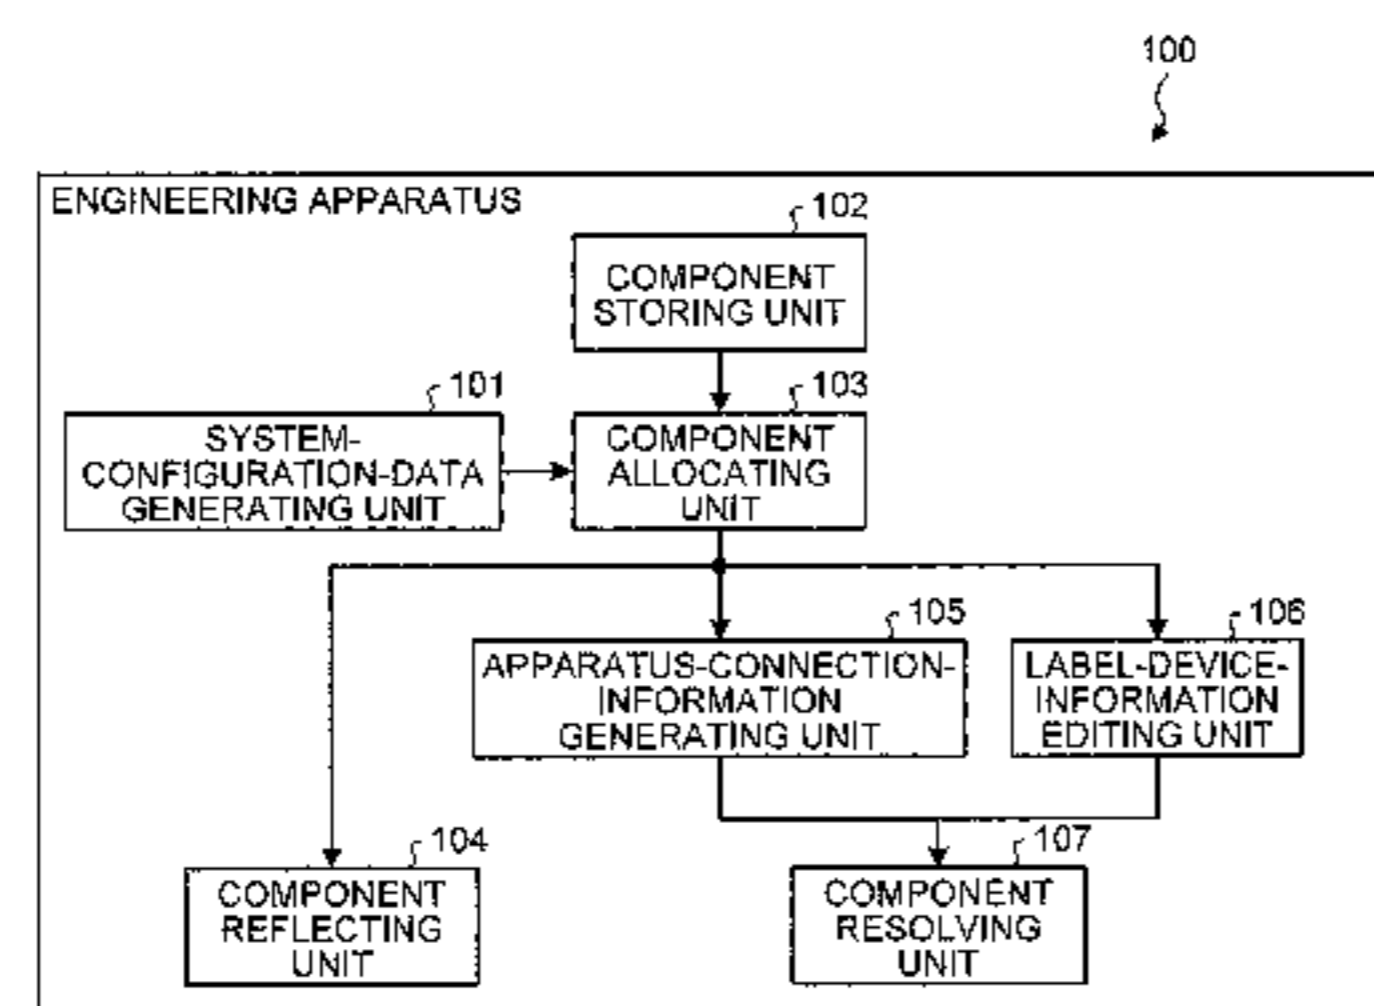 100
ENGINEERING APPARATUS
102
COMPONENT
STORING UNIT
101
SYSTEM-
CONFIGURATION-DATA
GENERATING UNIT
103
COMPONENT
ALLOCATING
UNIT
105
APPARATUS-CONNECTION-
INFORMATION
GENERATING UNIT
106
LABEL-DEVICE-
INFORMATION
EDITING UNIT
104
COMPONENT
REFLECTING
UNIT
107
COMPONENT
RESOLVING
UNIT